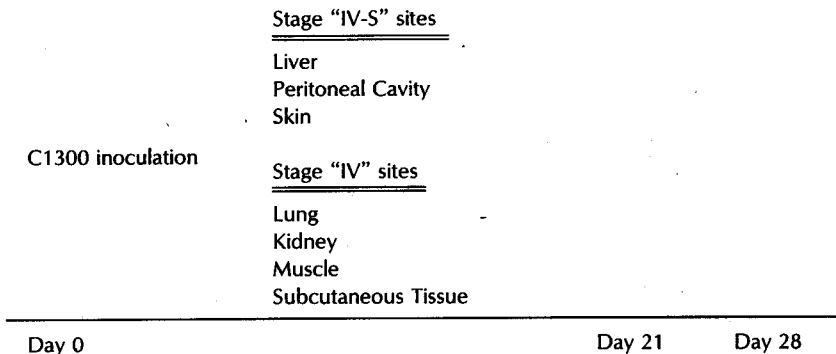 Stage "IV-S" sites
Liver
Peritoneal Cavity
Skin
C1300 inoculation
Stage "IV" sites
Lung
Kidney
Muscle
Subcutaneous Tissue
Day 0 Day 21 Day 28